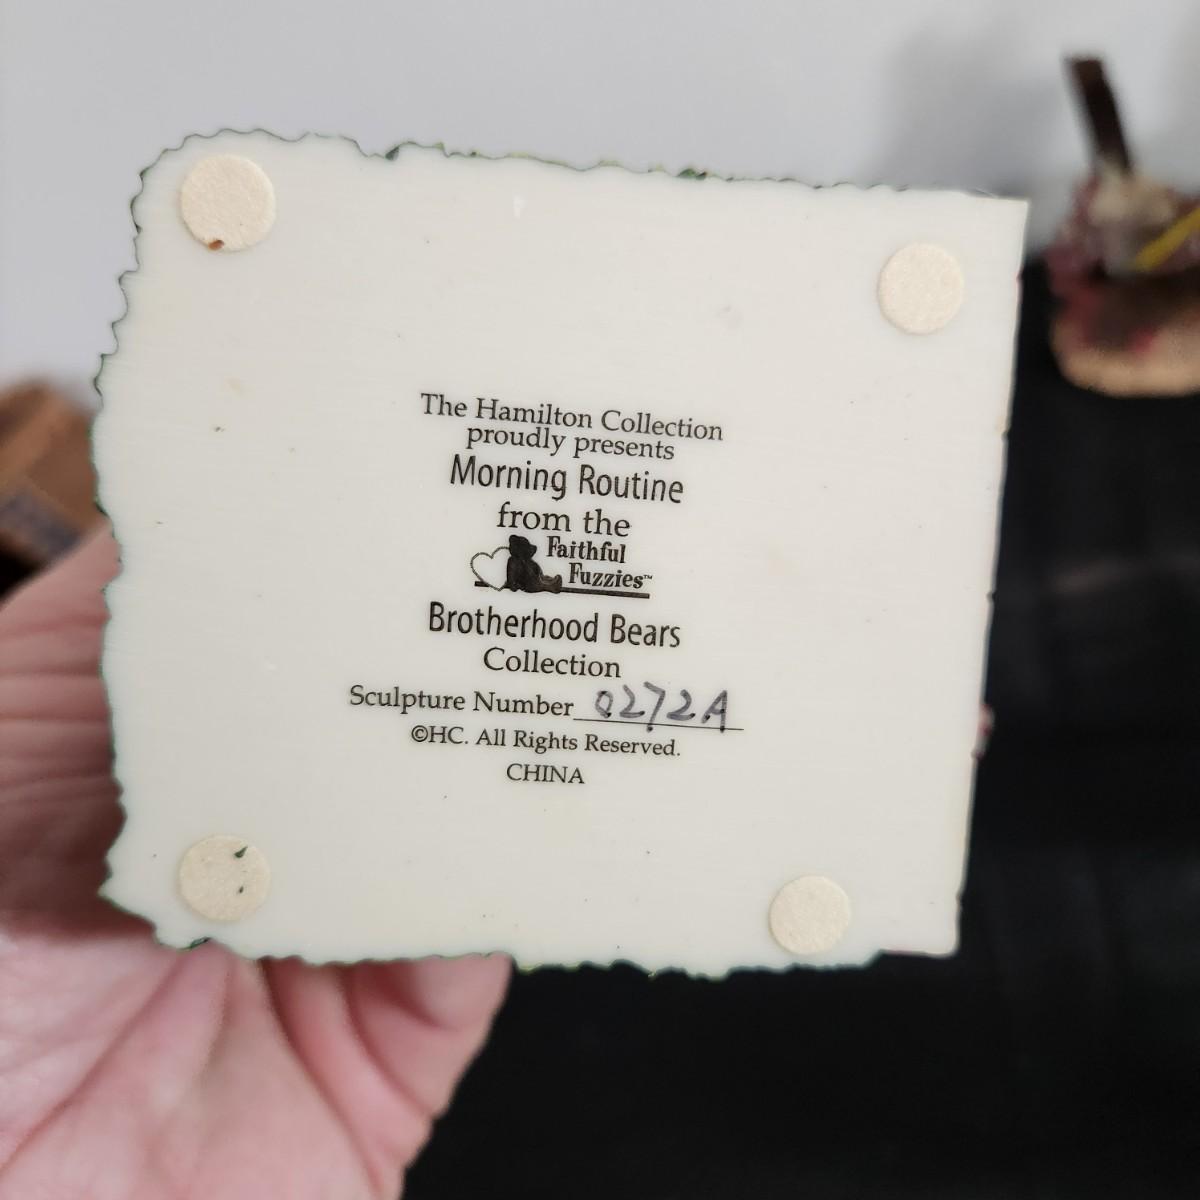 The Hamilton Collection
proudly presents
Morning Routine
from the
Faithful
Fuzzies™
Brotherhood Bears
Collection
Sculpture Number 0272A
©HC. All Rights Reserved.
CHINA